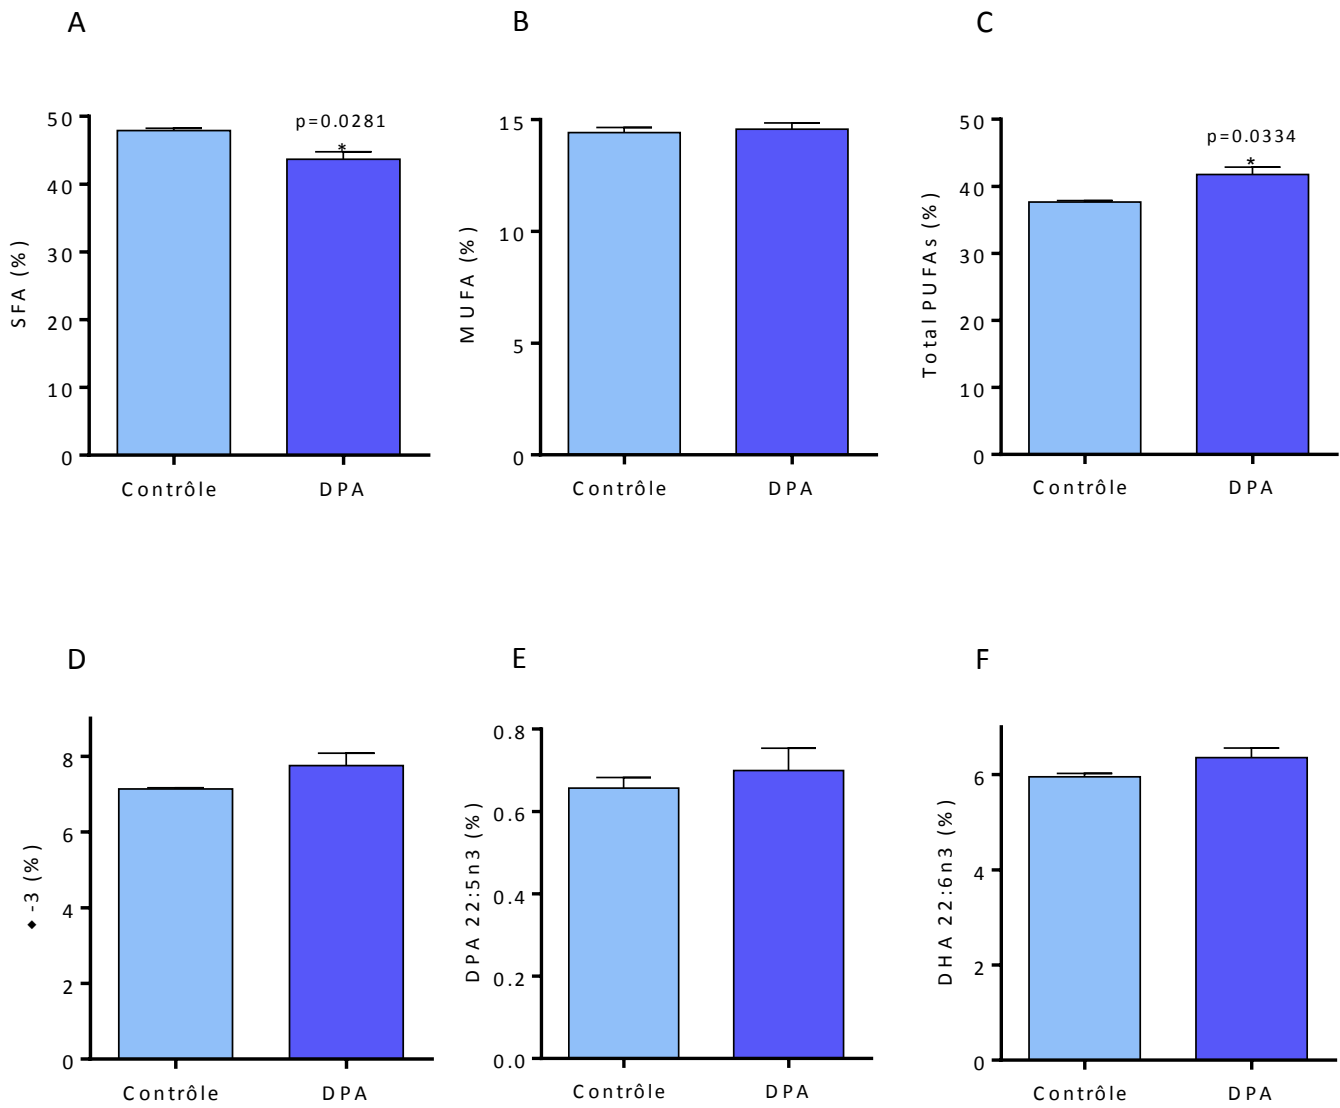 A
B
C
SFA (%)
50
40
30
20
10
0
p=0.0281
*
Contrôle
DPA
MUFA (%)
15
10
5
0
Contrôle
DPA
Total PUFAs (%)
50
40
30
20
10
0
p=0.0334
*
Contrôle
DPA
D
E
F
◆-3 (%)
8
6
4
2
0
Contrôle
DPA
DPA 22:5n3 (%)
0.8
0.6
0.4
0.2
0.0
Contrôle
DPA
DHA 22:6n3 (%)
6
4
2
0
Contrôle
DPA